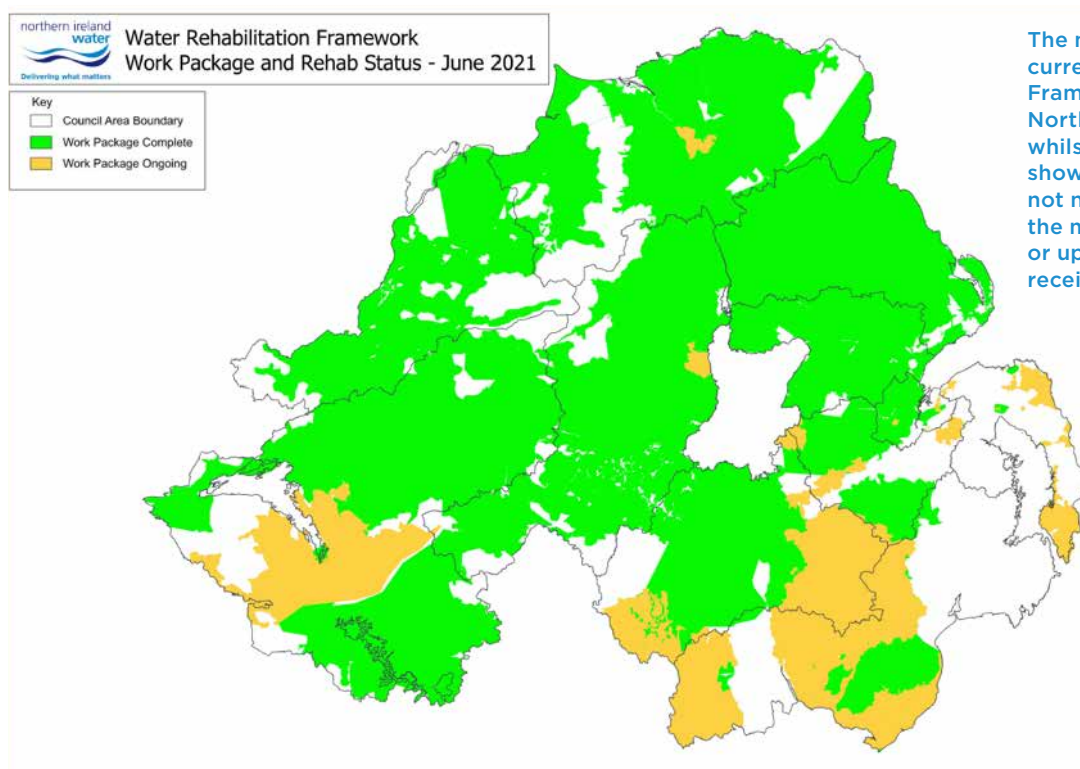 northern ireland
water
Delivering what matters
Water Rehabilitation Framework
Work Package and Rehab Status - June 2021
Key
Council Area Boundary
Work Package Complete
Work Package Ongoing
The
curre
Fram
North
whils
show
not
the
or up
recei